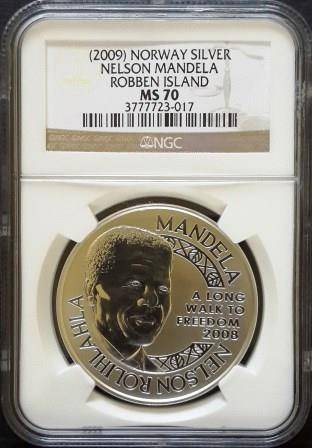 (2009) NORWAY SILVER
NELSON MANDELA
ROBBEN ISLAND
MS 70
3777723-017
NGC
MANDELA
A LONG
WALK TO
FREEDOM
2008
NELSON ROLIHLAHLA